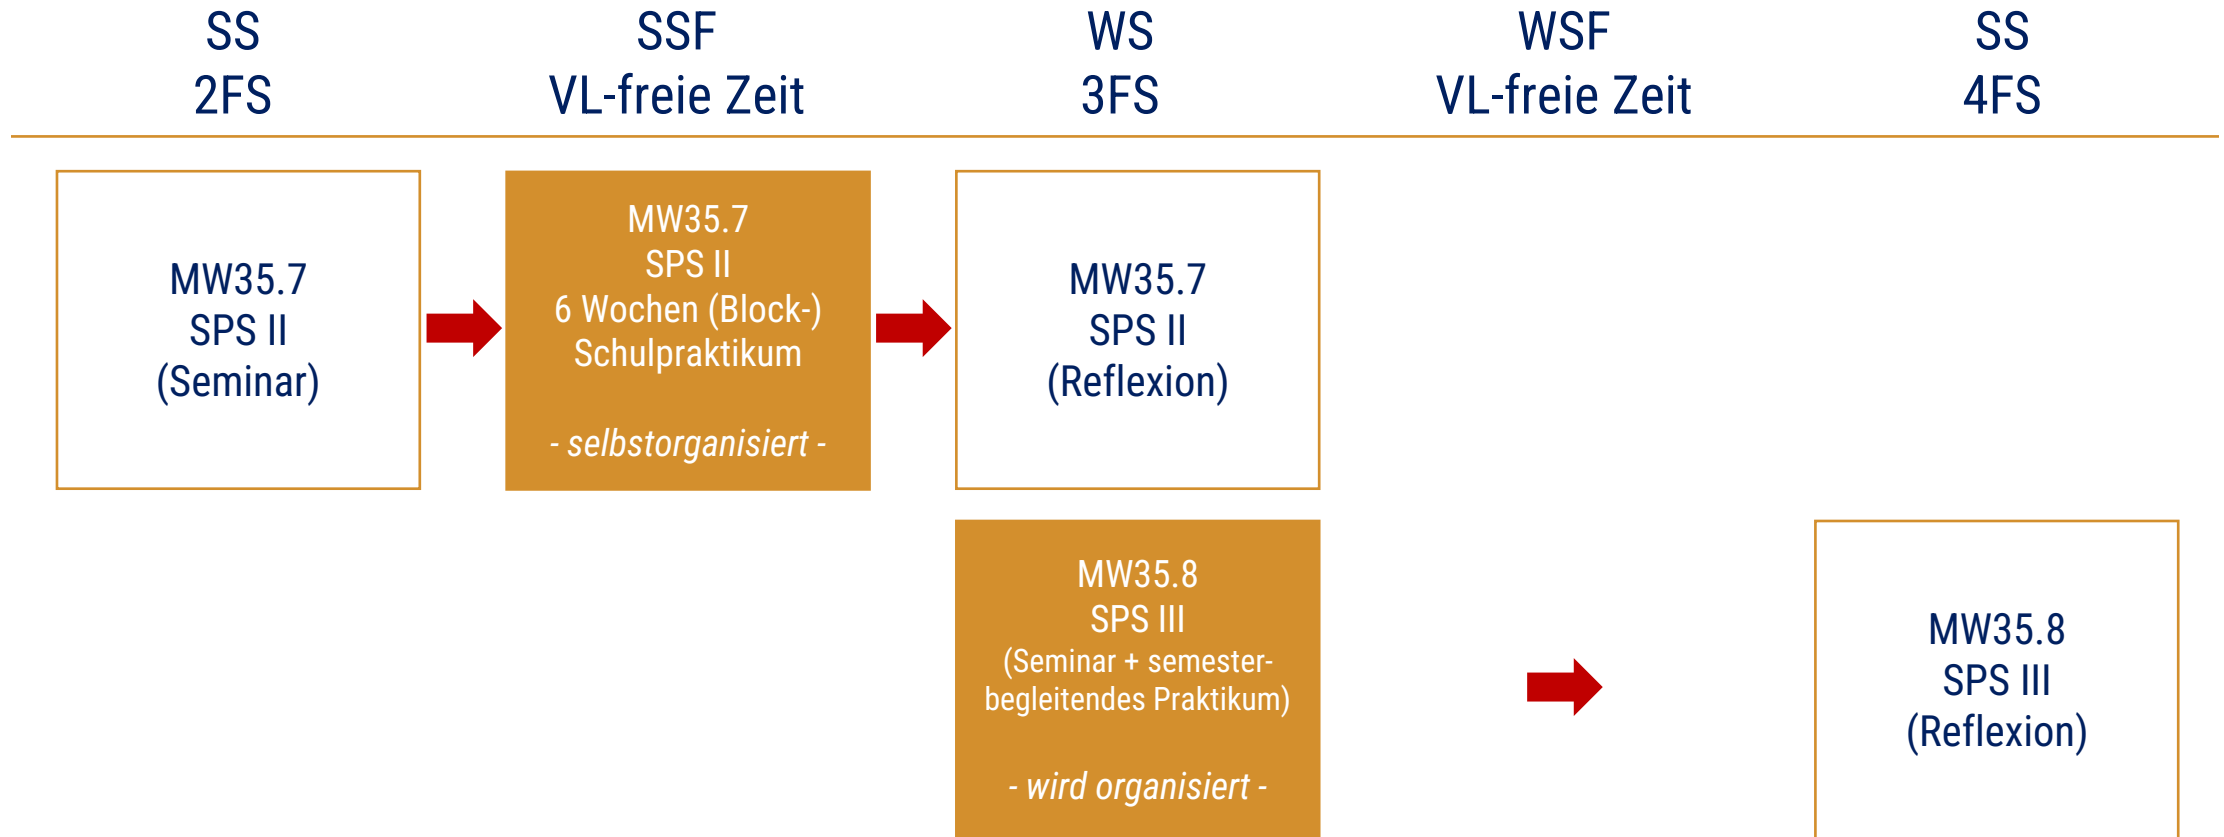 SS
2FS
SSF
VL-freie Zeit
WS
3FS
WSF
VL-freie Zeit
SS
4FS
MW35.7
SPS II
(Seminar)
MW35.7
SPS II
6 Wochen (Block-)
Schulpraktikum
- selbstorganisiert -
MW35.7
SPS II
(Reflexion)
MW35.8
SPS III
(Seminar + semester-
begleitendes Praktikum)
- wird organisiert -
MW35.8
SPS III
(Reflexion)